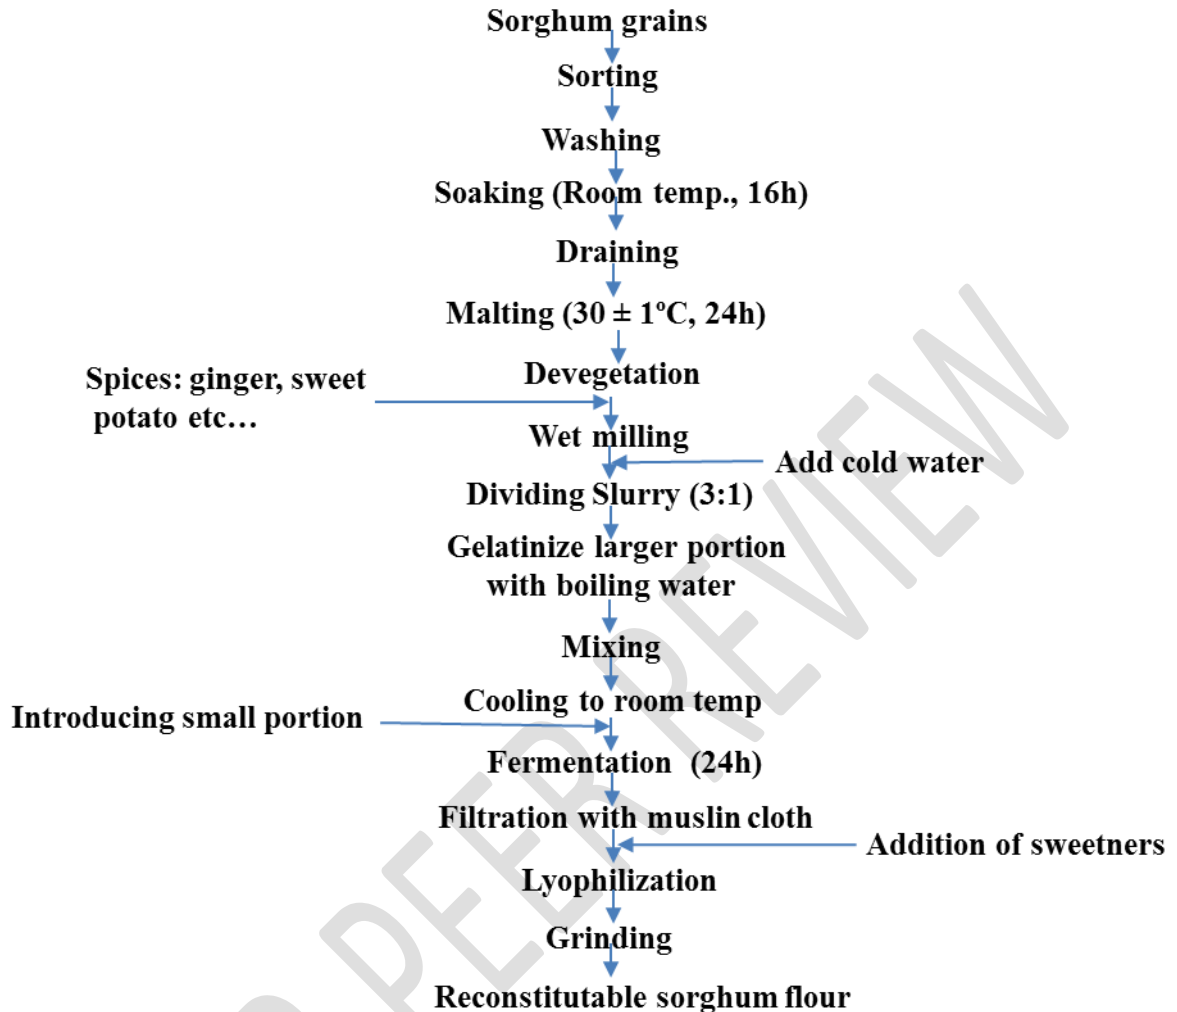 Sorghum grains
Sorting
Washing
Soaking (Room temp., 16h)
Draining
Malting (30 ± 1ºC, 24h)
Devegetation
Spices: ginger, sweet
potato etc…
Wet milling
Add cold water
Dividing Slurry (3:1)
Gelatinize larger portion
with boiling water
Mixing
Cooling to room temp
Introducing small portion
Fermentation (24h)
Filtration with muslin cloth
Addition of sweetners
Lyophilization
Grinding
Reconstitutable sorghum flour
PEER REVIEW